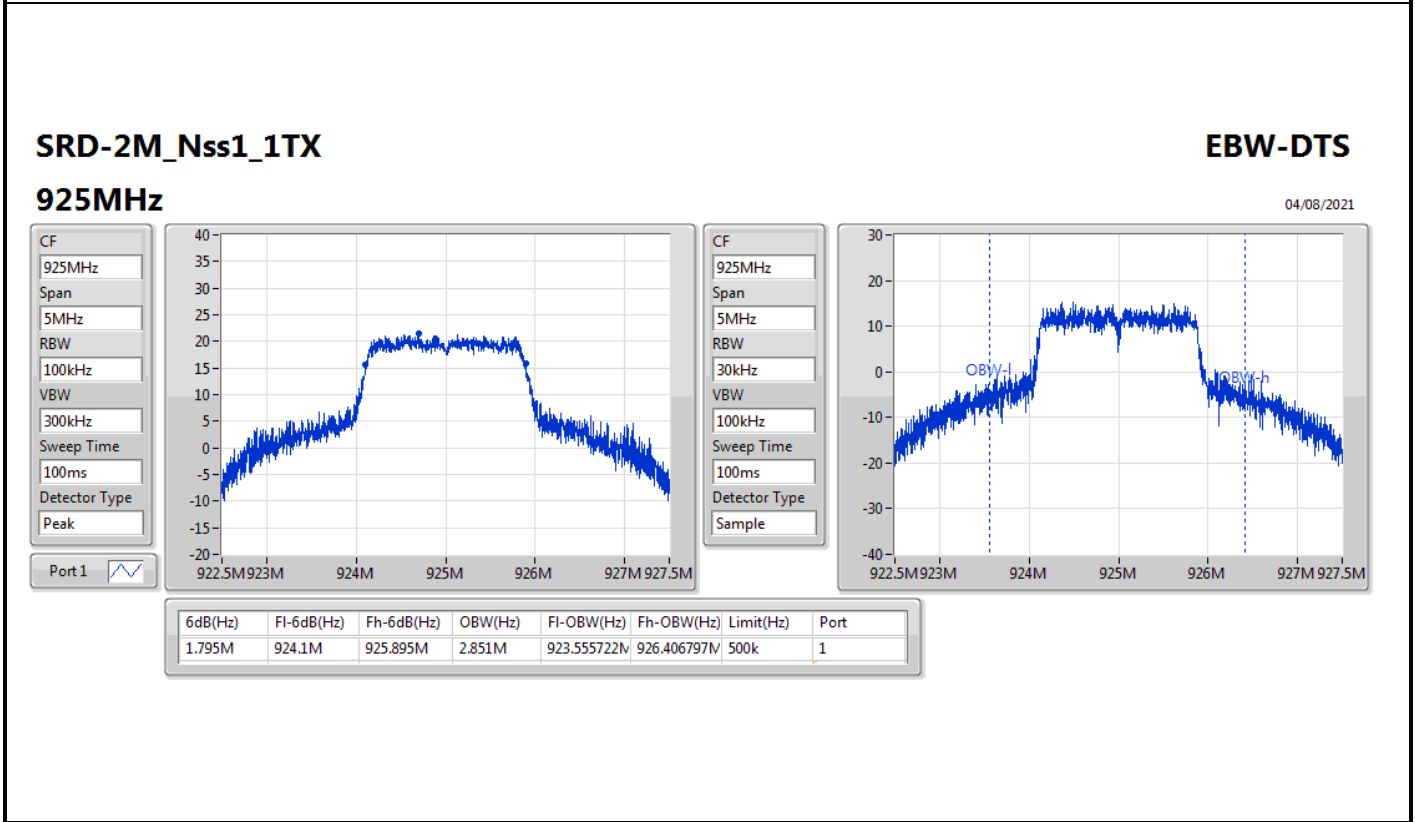 SRD-2M_Nss1_1TX
EBW-DTS
925MHz
04/08/2021
CF
925MHz
Span
5MHz
RBW
100kHz
VBW
300kHz
Sweep Time
100ms
Detector Type
Peak
Port 1
40
35
30
25
20
15
10
5
0
-5
-10
-15
-20
922.5M 923M 924M 925M 926M 927M 927.5M
CF
925MHz
Span
5MHz
RBW
30kHz
VBW
100kHz
Sweep Time
100ms
Detector Type
Sample
30
20
10
0
-10
-20
-30
-40
OBW-l
OBW-h
922.5M 923M 924M 925M 926M 927M 927.5M
6dB(Hz) Fl-6dB(Hz) Fh-6dB(Hz) OBW(Hz) Fl-OBW(Hz) Fh-OBW(Hz) Limit(Hz) Port
1.795M 924.1M 925.895M 2.851M 923.555722M 926.406797M 500k 1